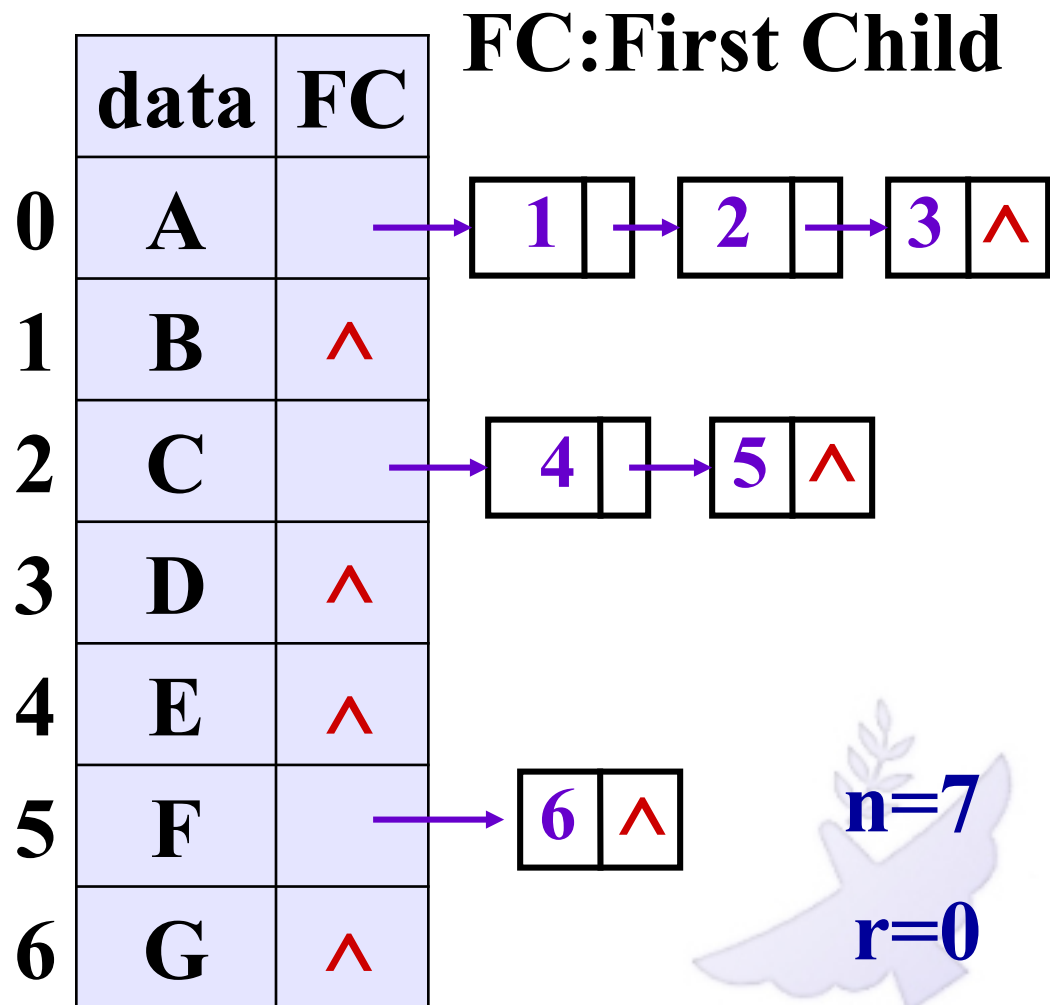 FC:First Child
data FC
0 A 1 2 3 ^
1 B ^
2 C 4 5 ^
3 D ^
4 E ^
5 F 6 ^
6 G ^
n=7
r=0